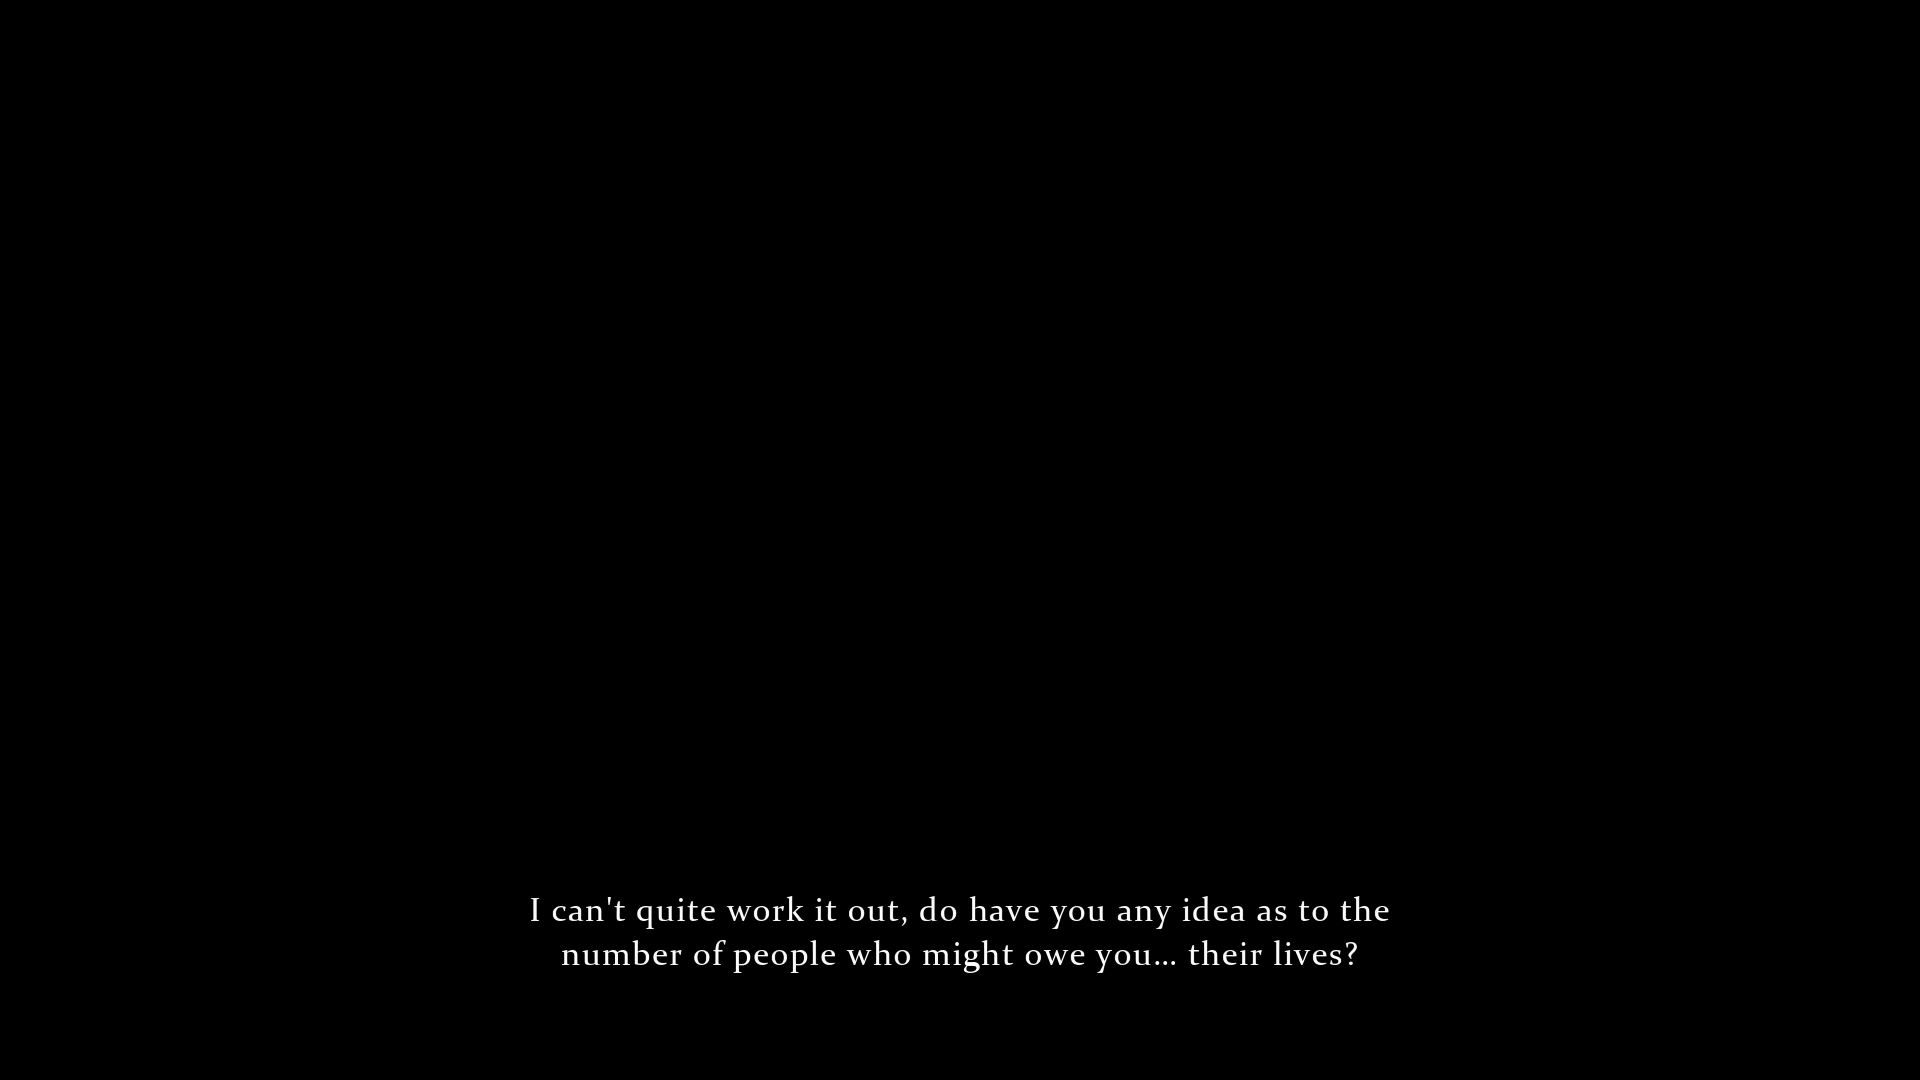 I can't quite work it out, do have you any idea as to the
number of people who might owe you... their lives?